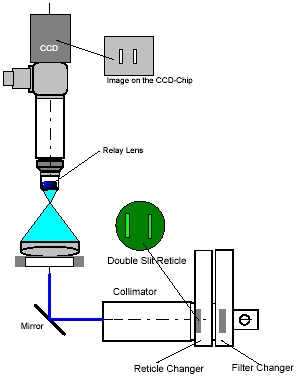 CCD
Image on the CCD-Chip
Relay Lens
Double Slit Reticle
Collimator
Mirror
Reticle Changer
Filter Changer